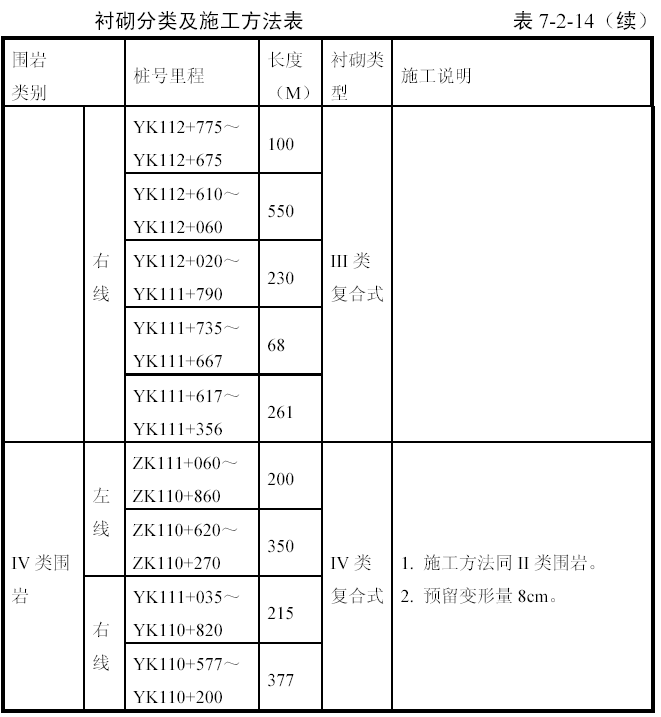 衬砌分类及施工方法表 表 7-2-14（续）
围岩
类别
桩号里程
长度
（M）
衬砌类
型
施工说明
右
线
YK112+775～
YK112+675
100
YK112+610～
YK112+060
550
YK112+020～
YK111+790
230
YK111+735～
YK111+667
68
YK111+617～
YK111+356
261
III 类
复合式
IV 类围
岩
左
线
ZK111+060～
ZK110+860
200
ZK110+620～
ZK110+270
350
右
线
YK111+035～
YK110+820
215
YK110+577～
YK110+200
377
IV 类
复合式
1. 施工方法同 II 类围岩。
2. 预留变形量 8cm。